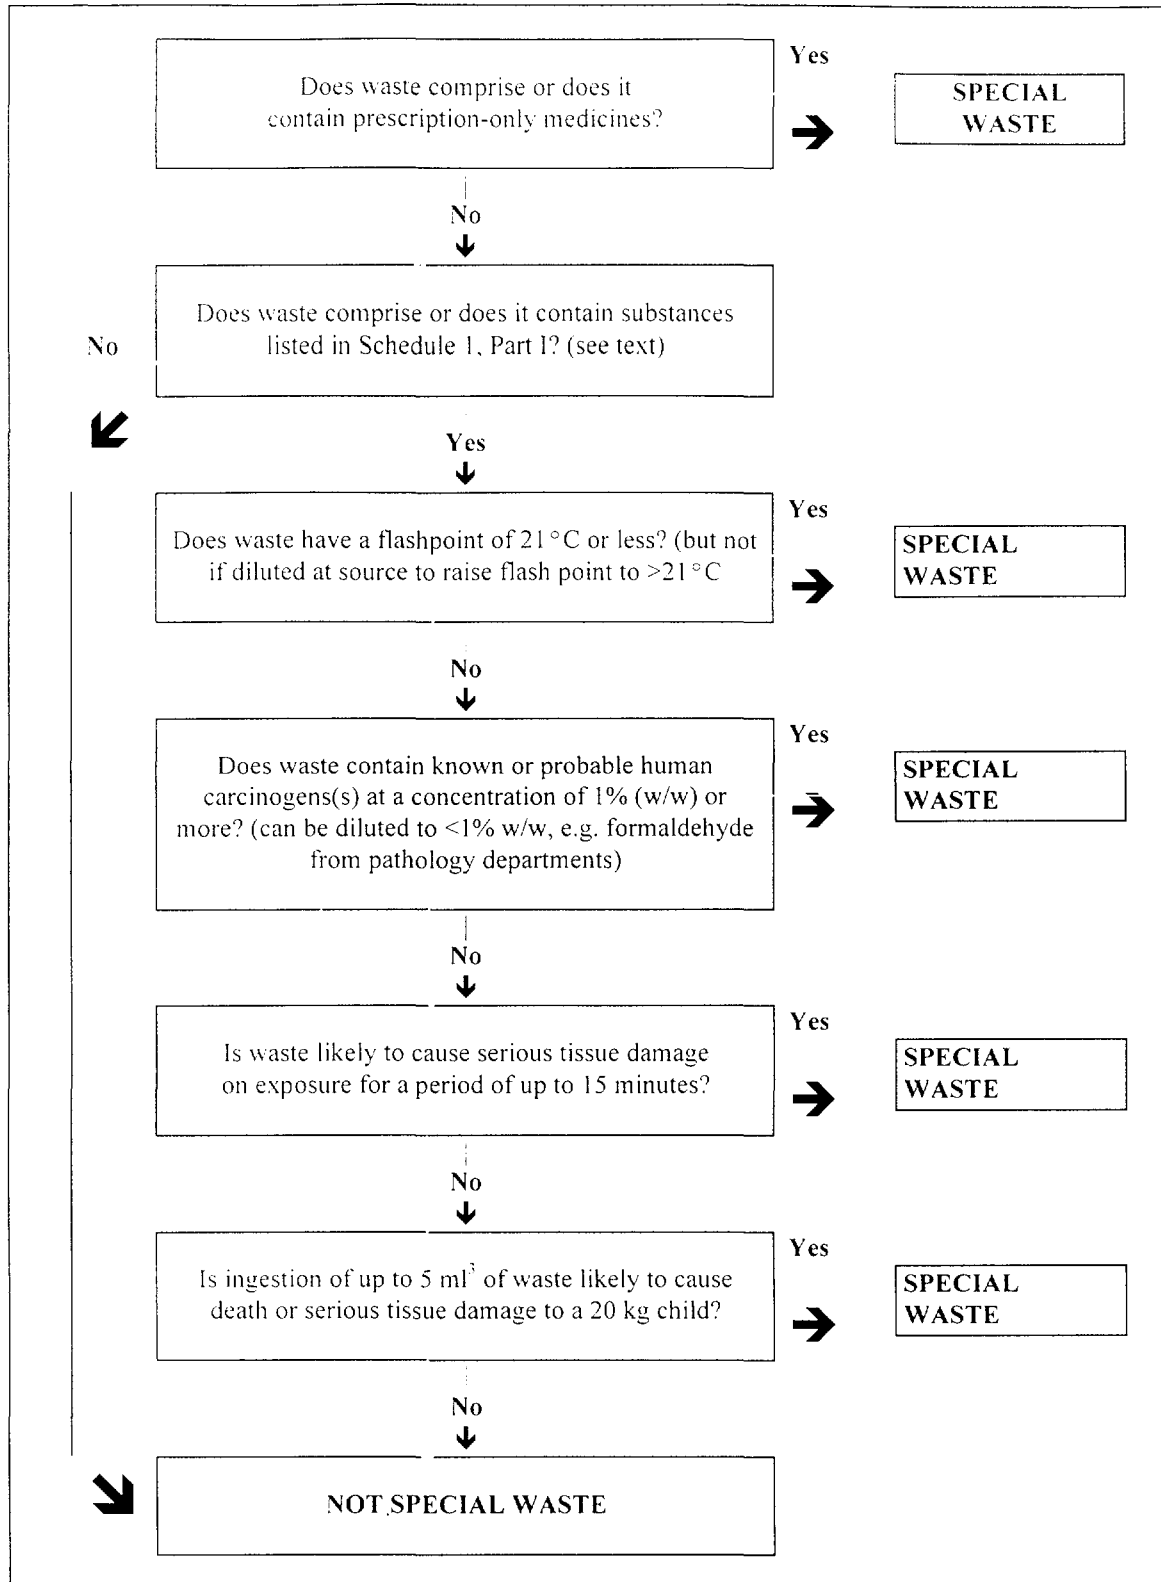 Yes
Does waste comprise or does it
contain prescription-only medicines?
SPECIAL
WASTE
No
Does waste comprise or does it contain substances
listed in Schedule 1, Part I? (see text)
No
Yes
Does waste have a flashpoint of 21°C or less? (but not
if diluted at source to raise flash point to >21°C
Yes
SPECIAL
WASTE
No
Does waste contain known or probable human
carcinogens(s) at a concentration of 1% (w/w) or
more? (can be diluted to <1% w/w, e.g. formaldehyde
from pathology departments)
Yes
SPECIAL
WASTE
No
Is waste likely to cause serious tissue damage
on exposure for a period of up to 15 minutes?
Yes
SPECIAL
WASTE
No
Is ingestion of up to 5 ml³ of waste likely to cause
death or serious tissue damage to a 20 kg child?
Yes
SPECIAL
WASTE
No
NOT SPECIAL WASTE